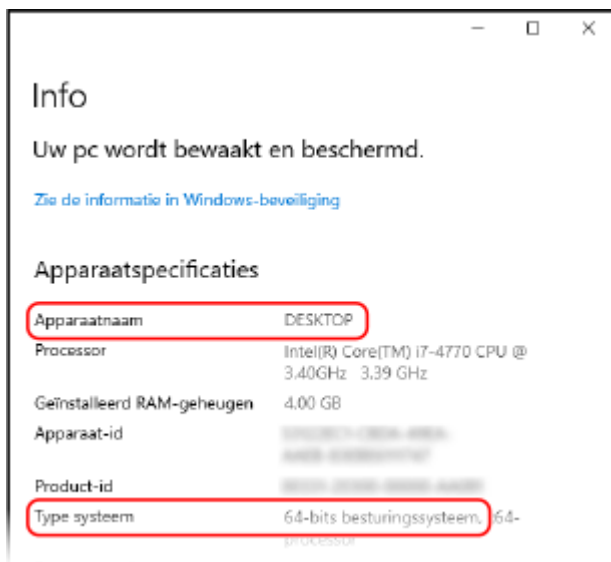 Info
Uw pc wordt bewaakt en beschermd.
Zie de informatie in Windows-beveiliging
Apparaatspecificaties
Apparaatnaam DESKTOP
Processor Intel(R) Core(TM) i7-4770 CPU @
3.40GHz 3.39 GHz
Geïnstalleerd RAM-geheugen 4.00 GB
Apparaat-id
Product-id
Type systeem 64-bits besturingssysteem, x64-
processor